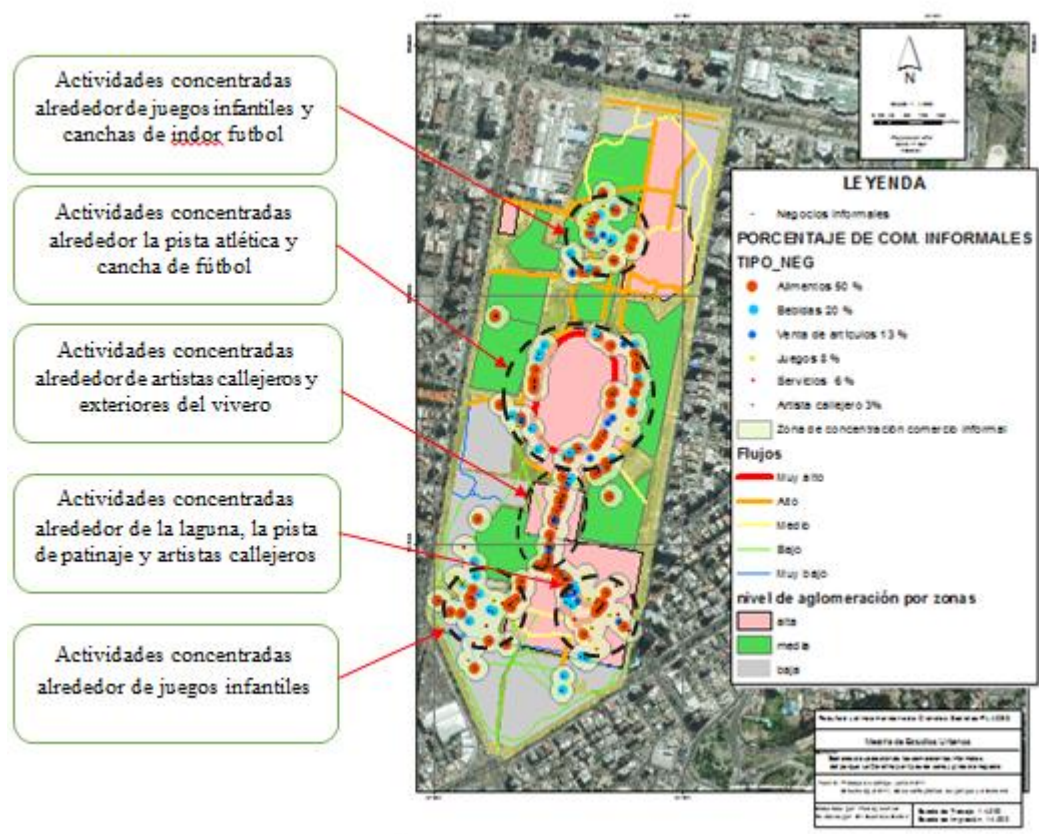 Actividades concentradas
alrededor de juegos infantiles y
canchas de indor futbol
Actividades concentradas
alrededor la pista atlética y
cancha de fútbol
Actividades concentradas
alrededor de artistas callejeros y
exteriores del vivero
Actividades concentradas
alrededor de la laguna, la pista
de patinaje y artistas callejeros
Actividades concentradas
alrededor de juegos infantiles
N
LEYENDA
Negocios informales
PORCENTAJE DE COM. INFORMALES
TIPO_NEG
Alimentos 50 %
Bebidas 20 %
Venta de artículos 13 %
Juegos 8 %
Servicios 6 %
Artista callejero 3%
Zona de concentración comercio informal
Flujos
Muy alto
Alto
Medio
Bajo
Muy bajo
nivel de aglomeración por zonas
alta
media
baja
Maestría de Estudios Urbanos